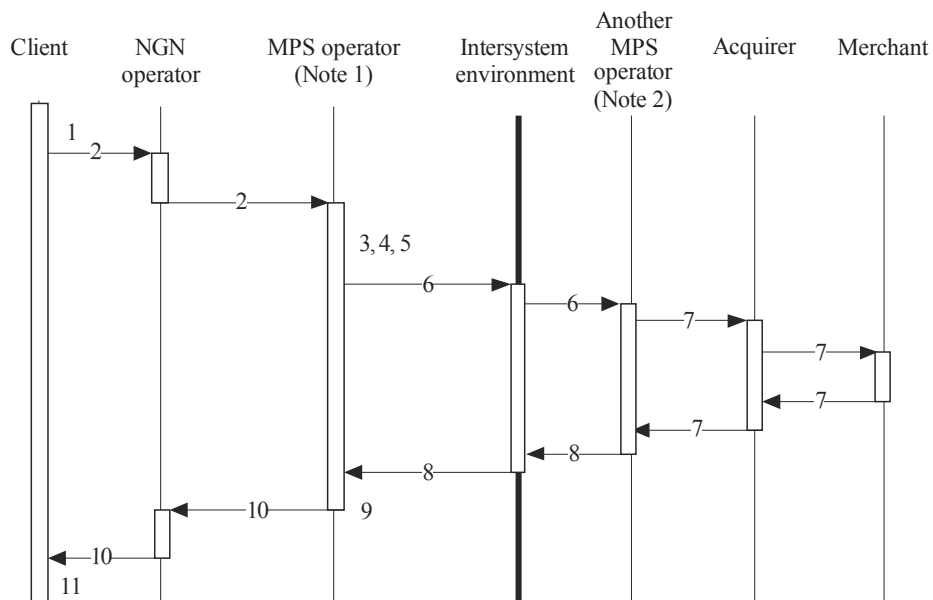 Client
NGN
operator
MPS operator
(Note 1)
Intersystem
environment
Another
MPS
operator
(Note 2)
Acquirer
Merchant
1
2
2
3, 4, 5
6
6
7
7
7
7
8
8
10
9
10
11